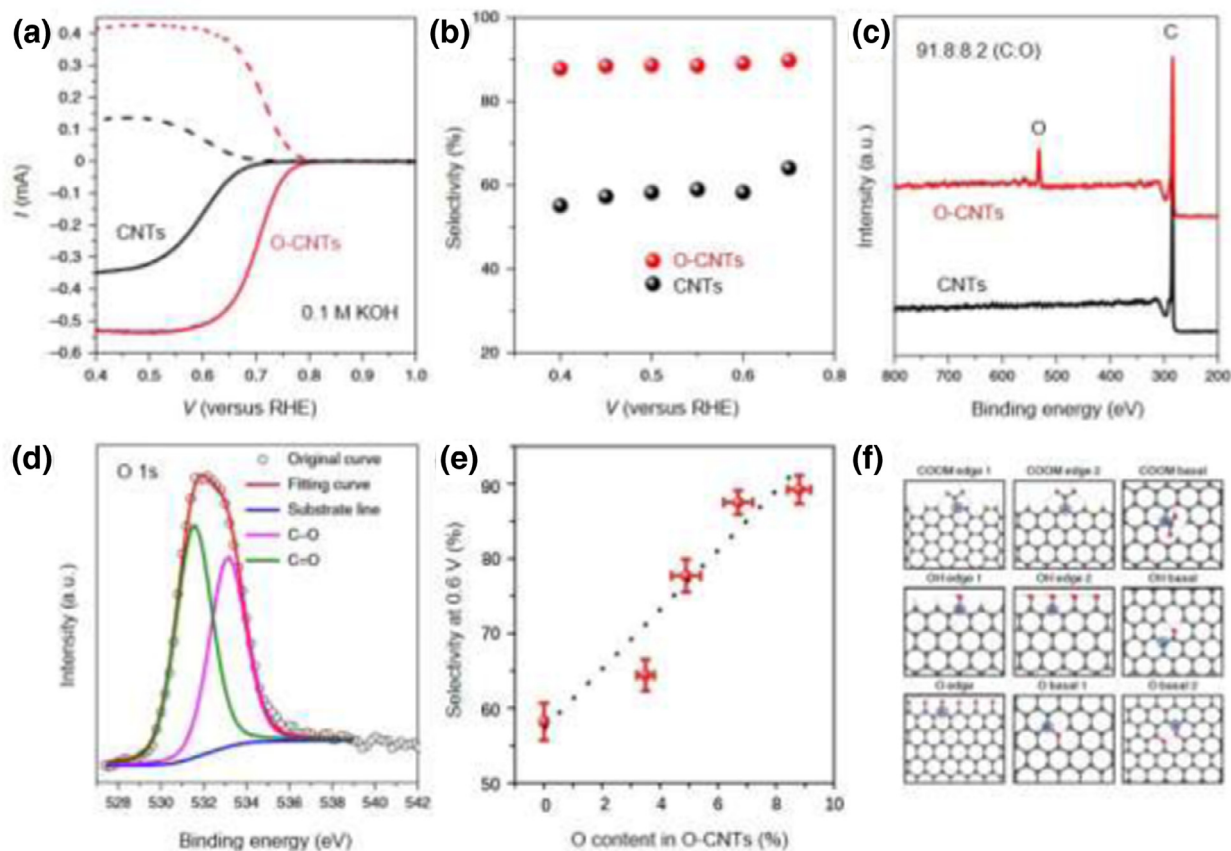 (a)
0.4
0.3
0.2
0.1
0
-0.1
-0.2
-0.3
-0.4
-0.5
-0.6
I (mA)
CNTs
O-CNTs
0.1 M KOH
0.4 0.5 0.6 0.7 0.8 0.9 1.0
V (versus RHE)
(b)
100
80
60
40
20
Selectivity (%)
O-CNTs
CNTs
0.4 0.5 0.6 0.7 0.8
V (versus RHE)
(c)
91.8.8.2 (C.O)
C
O
O-CNTs
CNTs
Intensity (a.u.)
800 700 600 500 400 300 200
Binding energy (eV)
(d)
O 1s
Original curve
Fitting curve
Substrate line
C–O
C=O
Intensity (a.u.)
528 530 532 534 536 538 540 542
Binding energy (eV)
(e)
90
80
70
60
50
Selectivity at 0.6 V (%)
0 2 4 6 8 10
O content in O-CNTs (%)
(f)
COOM edge 1 COOM edge 2 COOM basal
OH edge 1 OH edge 2 OH basal
O edge O basal 1 O basal 2